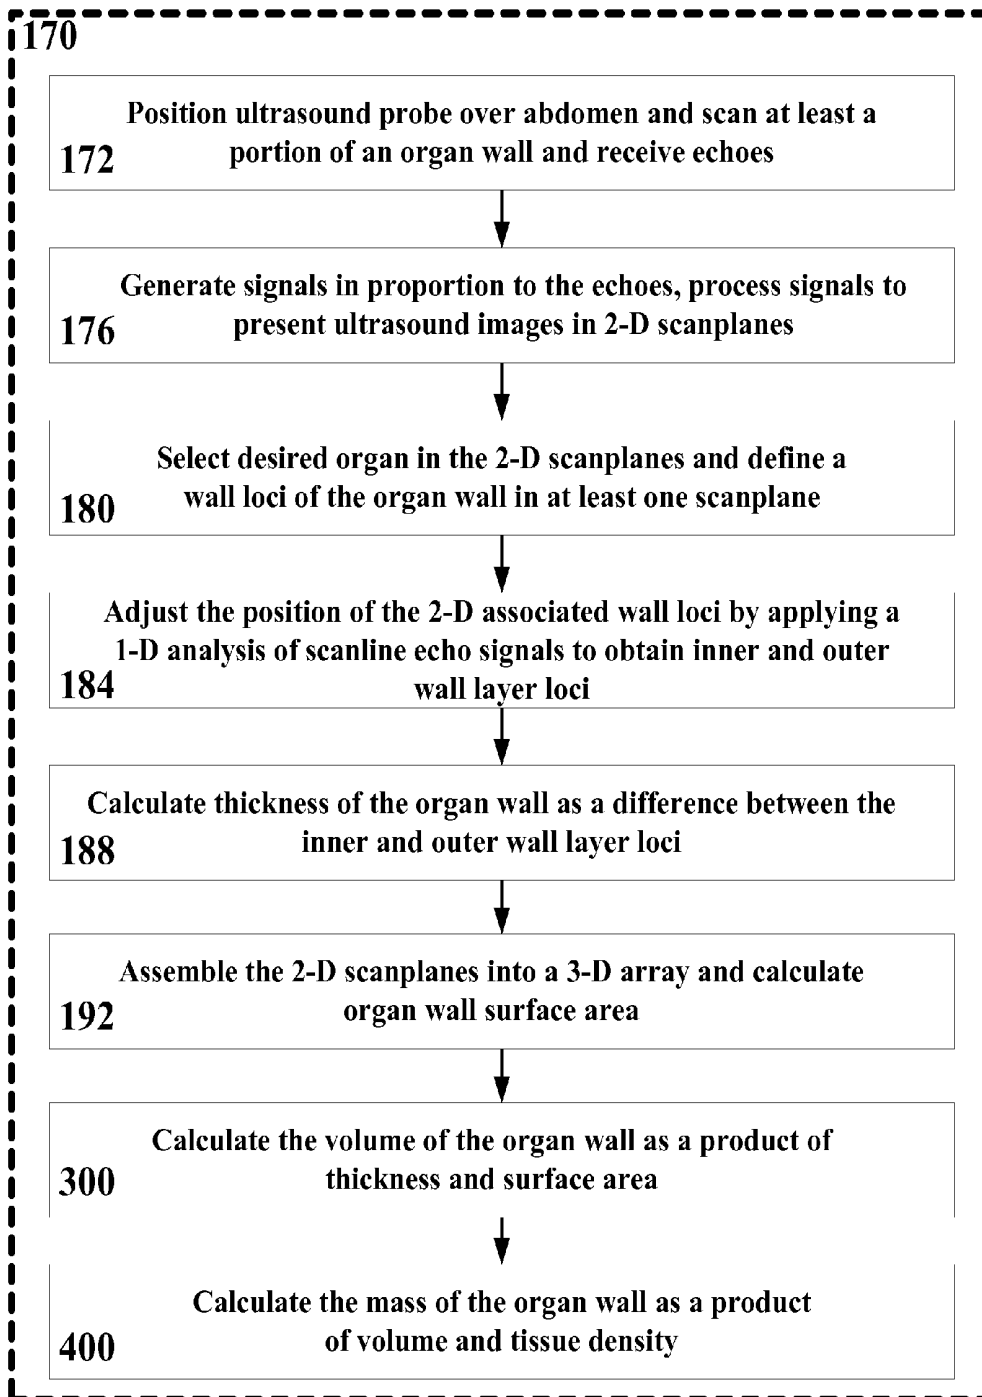 170
Position ultrasound probe over abdomen and scan at least a
portion of an organ wall and receive echoes
172
Generate signals in proportion to the echoes, process signals to
present ultrasound images in 2-D scanplanes
176
Select desired organ in the 2-D scanplanes and define a
wall loci of the organ wall in at least one scanplane
180
Adjust the position of the 2-D associated wall loci by applying a
1-D analysis of scanline echo signals to obtain inner and outer
wall layer loci
184
Calculate thickness of the organ wall as a difference between the
inner and outer wall layer loci
188
Assemble the 2-D scanplanes into a 3-D array and calculate
organ wall surface area
192
Calculate the volume of the organ wall as a product of
thickness and surface area
300
Calculate the mass of the organ wall as a product
of volume and tissue density
400